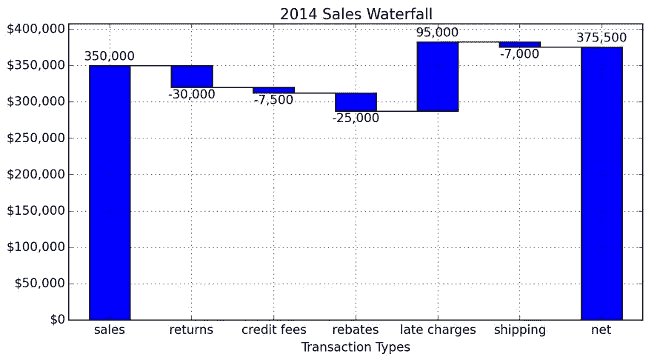 2014 Sales Waterfall
$400,000
$350,000
$300,000
$250,000
$200,000
$150,000
$100,000
$50,000
$0
350,000
-30,000
-7,500
-25,000
95,000
-7,000
375,500
sales
returns
credit fees
rebates
late charges
shipping
net
Transaction Types